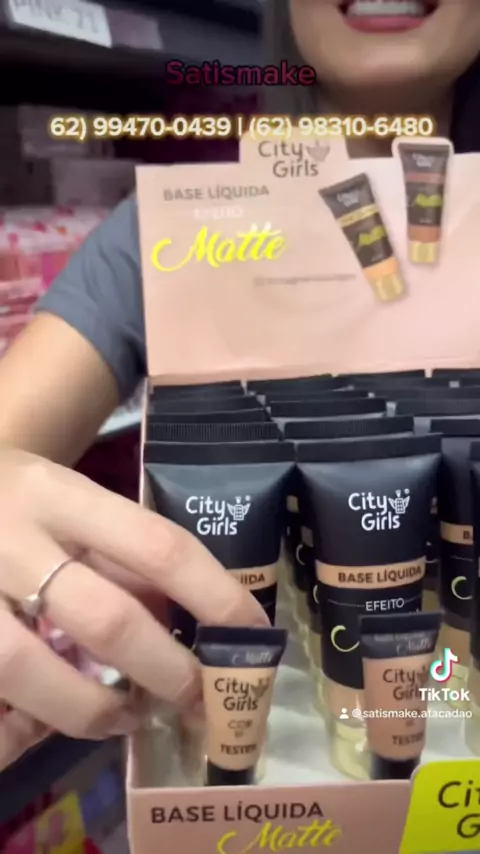 Satismake
62) 99470-0439 | (62) 98310-6480
City
Girls
BASE LÍQUIDA
EFEITO
Matte
City
Girls
City
Girls
BASE LÍQUIDA
EFEITO
Matte
City
Girls
COR
TESTER
City
TESTER
TikTok
@satismake.atacadao
BASE LÍQUIDA
Matte